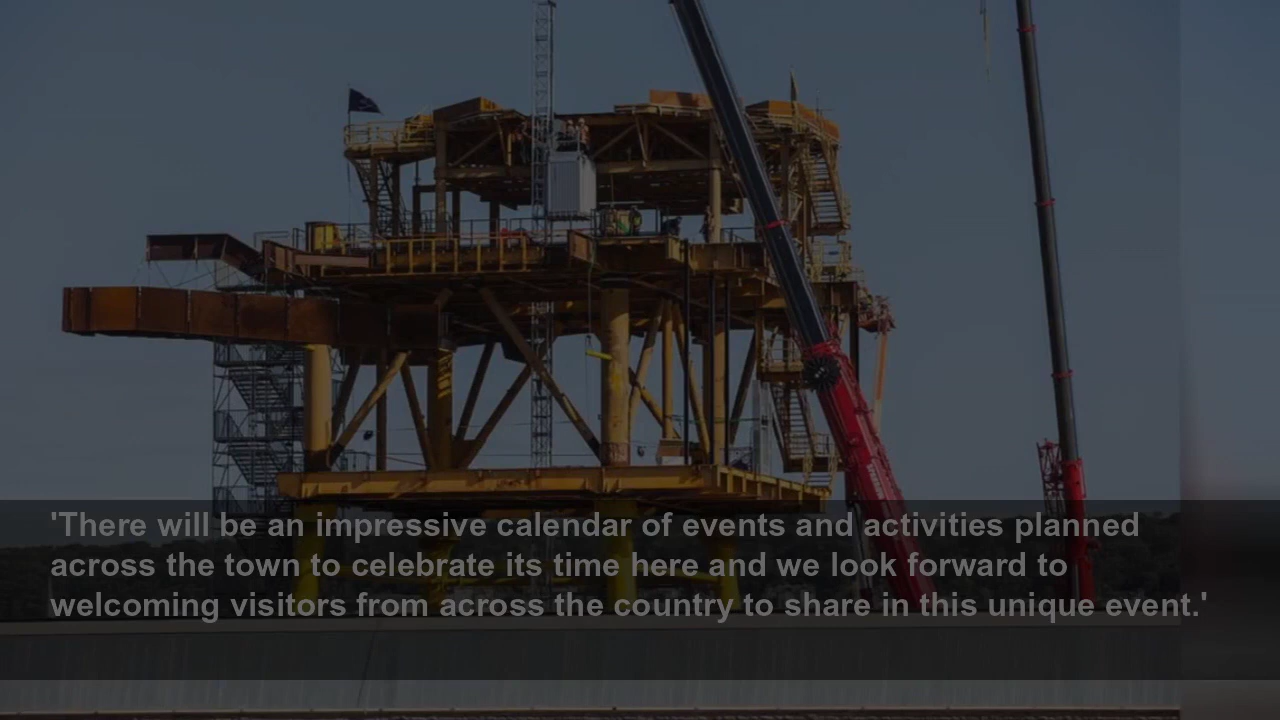 'There will be an impressive calendar of events and activities planned
across the town to celebrate its time here and we look forward to
welcoming visitors from across the country to share in this unique event.'